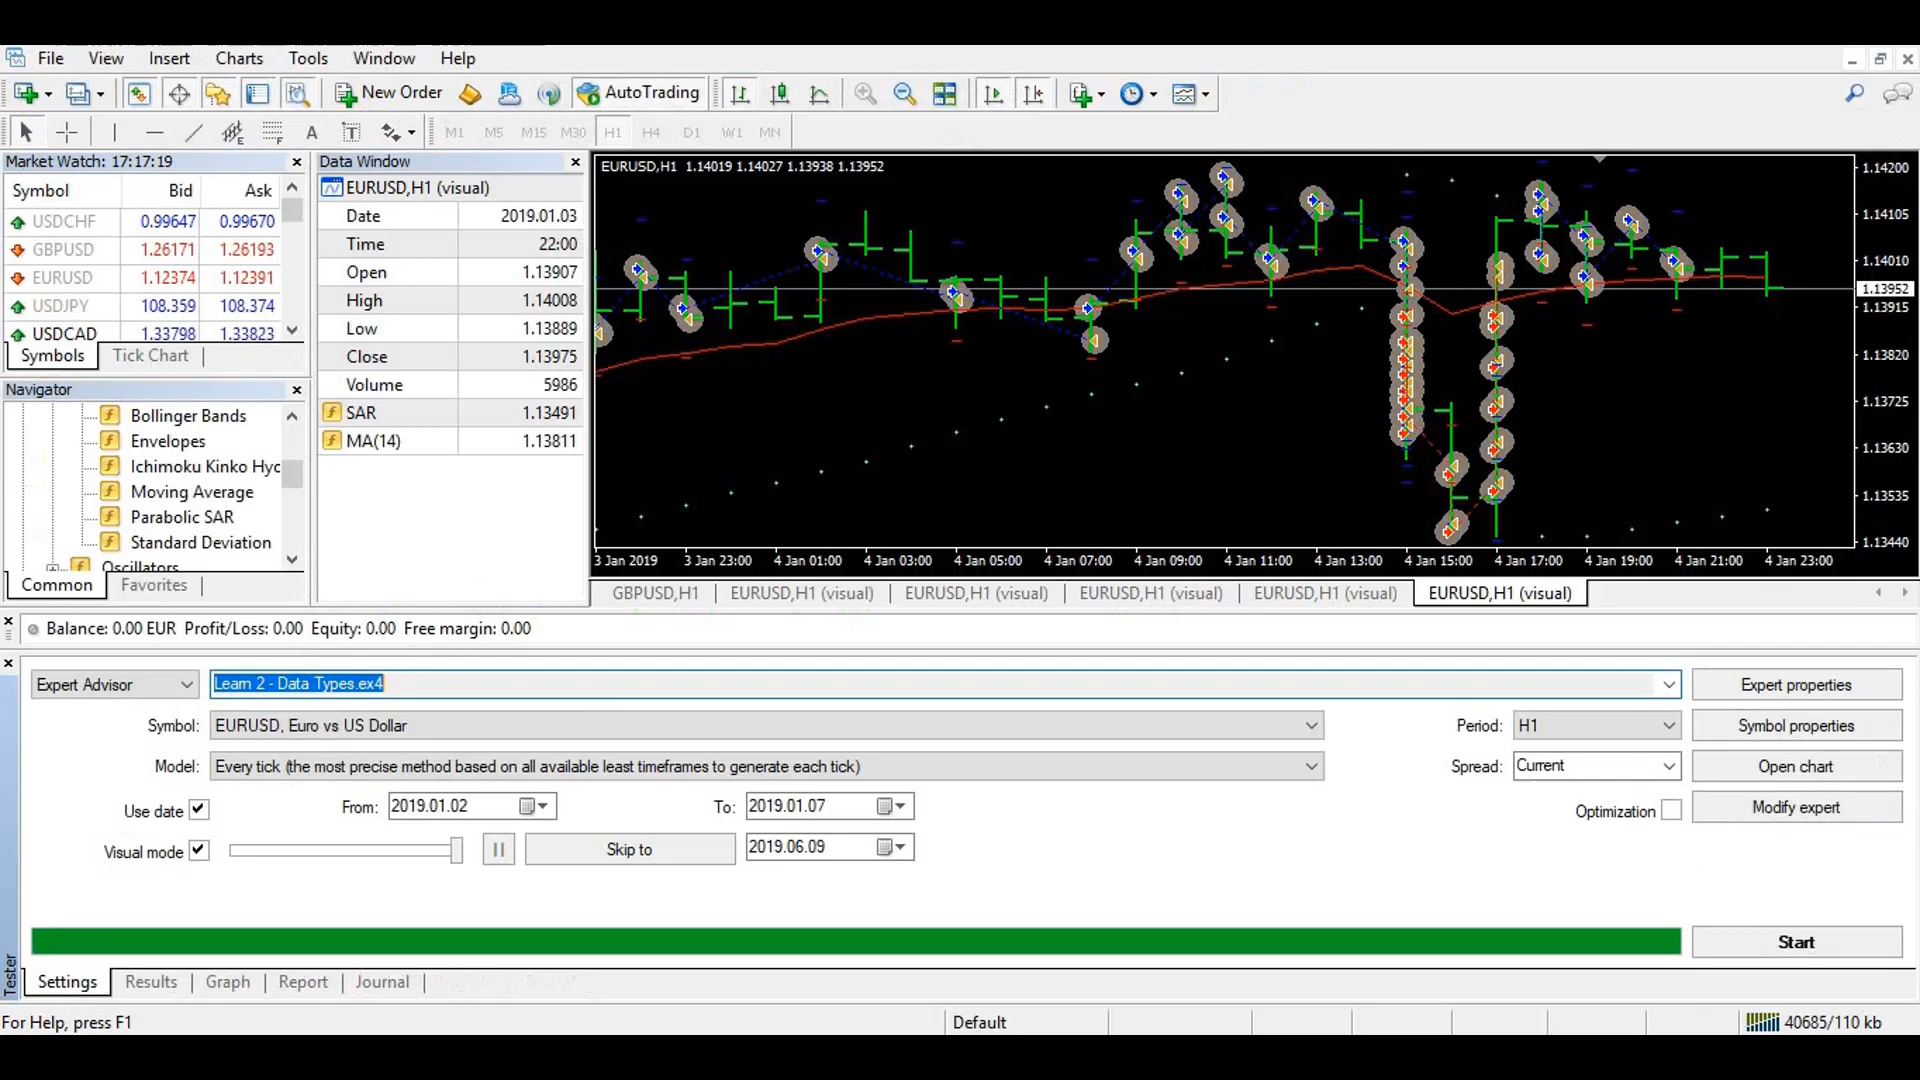 File View Insert Charts Tools Window Help
New Order AutoTrading
A T M1 M5 M15 M30 H1 H4 D1 W1 MN
Market Watch: 17:17:19
Symbol Bid Ask
USDCHF 0.99647 0.99670
GBPUSD 1.26171 1.26193
EURUSD 1.12374 1.12391
USDJPY 108.359 108.374
USDCAD 1.33798 1.33823
Symbols Tick Chart
Navigator
Bollinger Bands
Envelopes
Ichimoku Kinko Hyc
Moving Average
Parabolic SAR
Standard Deviation
Oscillators
Common Favorites
Data Window
EURUSD,H1 (visual)
Date 2019.01.03
Time 22:00
Open 1.13907
High 1.14008
Low 1.13889
Close 1.13975
Volume 5986
SAR 1.13491
MA(14) 1.13811
EURUSD,H1 1.14019 1.14027 1.13938 1.13952
1.14200
1.14105
1.14010
1.13952
1.13915
1.13820
1.13725
1.13630
1.13535
1.13440
3 Jan 2019 3 Jan 23:00 4 Jan 01:00 4 Jan 03:00 4 Jan 05:00 4 Jan 07:00 4 Jan 09:00 4 Jan 11:00 4 Jan 13:00 4 Jan 15:00 4 Jan 17:00 4 Jan 19:00 4 Jan 21:00 4 Jan 23:00
GBPUSD,H1 EURUSD,H1 (visual) EURUSD,H1 (visual) EURUSD,H1 (visual) EURUSD,H1 (visual) EURUSD,H1 (visual)
Balance: 0.00 EUR Profit/Loss: 0.00 Equity: 0.00 Free margin: 0.00
Expert Advisor Learn 2 - Data Types.ex4 Expert properties
Symbol: EURUSD, Euro vs US Dollar Period: H1 Symbol properties
Model: Every tick (the most precise method based on all available least timeframes to generate each tick) Spread: Current Open chart
Use date From: 2019.01.02 To: 2019.01.07 Optimization Modify expert
Visual mode Skip to 2019.06.09
Start
Tester
Settings Results Graph Report Journal
For Help, press F1 Default 40685/110 kb